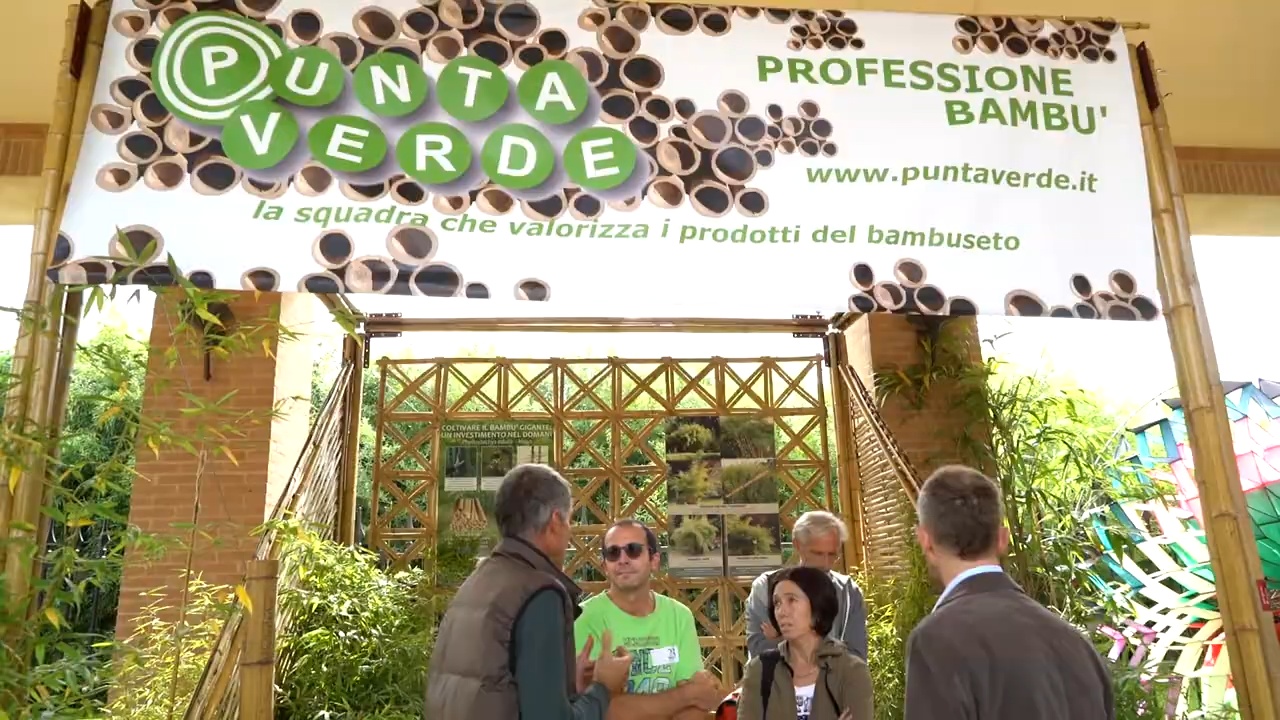 PUNTA
VERDE
PROFESSIONE
BAMBU'
www.puntaverde.it
la squadra che valorizza i prodotti del bambuseto
COLTIVARE IL BAMBU' GIGANTE:
UN INVESTIMENTO NEL DOMANI